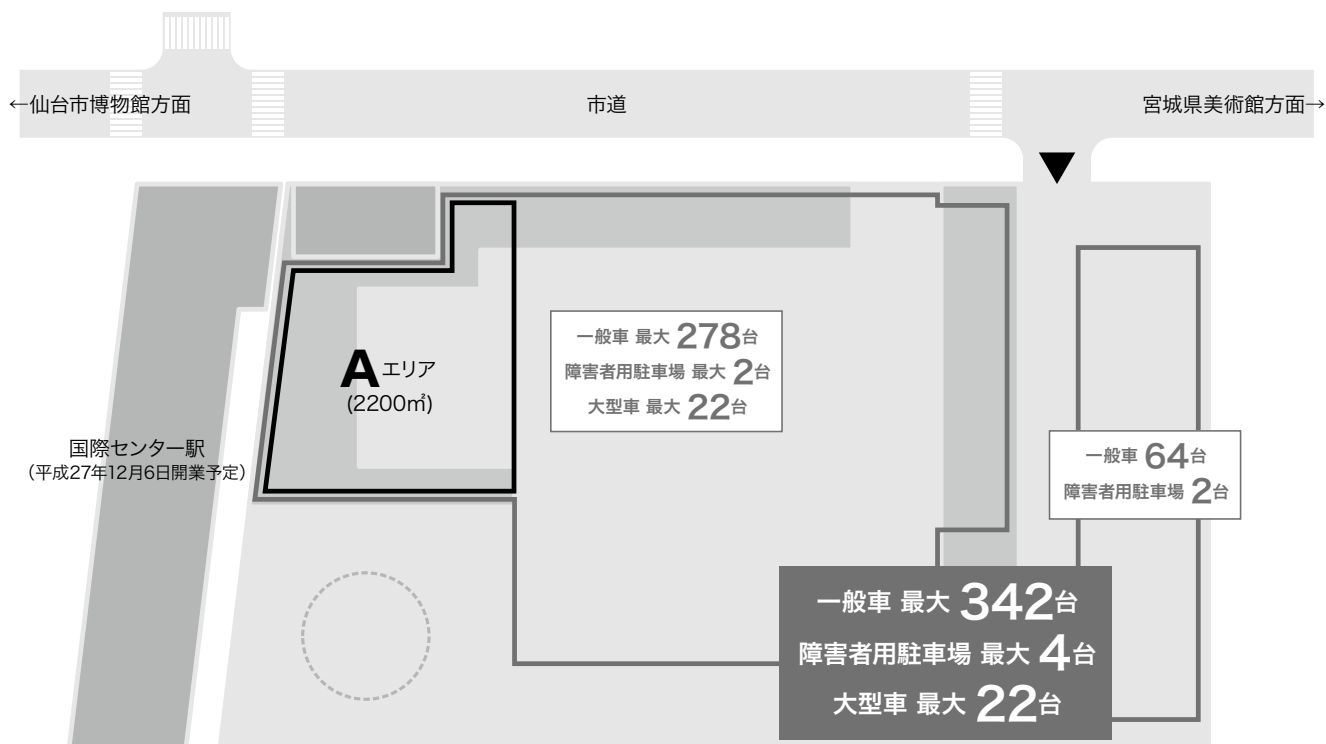 ←仙台市博物館方面
市道
宮城県美術館方面→
一般車 最大 278台
障害者用駐車場 最大 2台
大型車 最大 22台
Aエリア
(2200㎡)
国際センター駅
（平成27年12月6日開業予定）
一般車 64台
障害者用駐車場 2台
一般車 最大 342台
障害者用駐車場 最大 4台
大型車 最大 22台